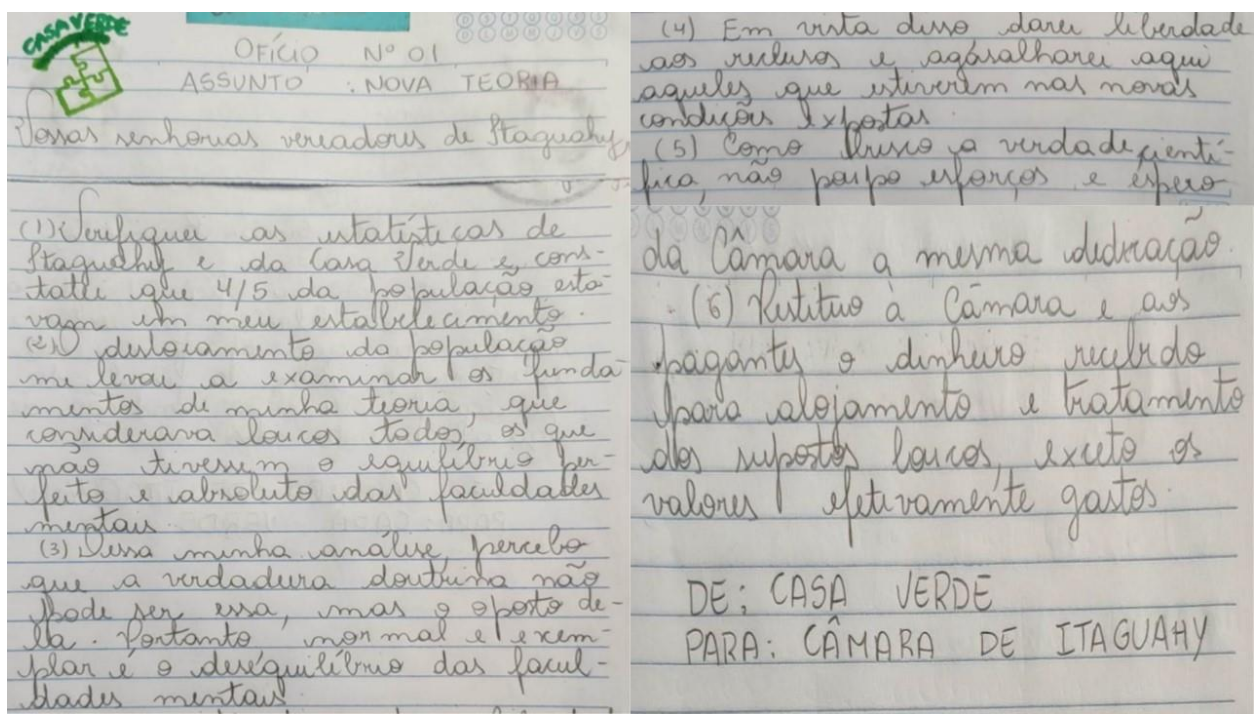 CASA VERDE
OFÍCIO Nº 01
ASSUNTO : NOVA TEORIA
Vossas senhorias vereadores de Itaguahy,
(1) Verifiquei as estatísticas de
Itaguahy e da Casa Verde e cons-
tatei que 4/5 da população esta-
vam em meu estabelecimento.
(2) O deslocamento da população
me levou a examinar os funda-
mentos de minha teoria, que
considerava loucos todos os que
não tivessem o equilíbrio per-
feito e absoluto das faculdades
mentais.
(3) Dessa minha análise, percebo
que a verdadeira doutrina não
pode ser essa, mas o oposto de-
la. Portanto, normal e exem-
plar é o desequilíbrio das facul-
dades mentais.
(4) Em vista disso darei liberdade
aos reclusos e agasalharei aqui
aqueles que estiverem nas novas
condições expostas.
(5) Como busco a verdade cientí-
fica, não poupo esforços e espero
da Câmara a mesma dedicação.
(6) Restituo à Câmara e aos
pagantes o dinheiro recebido
para alojamento e tratamento
dos supostos loucos, exceto os
valores efetivamente gastos.
DE: CASA VERDE
PARA: CÂMARA DE ITAGUAHY